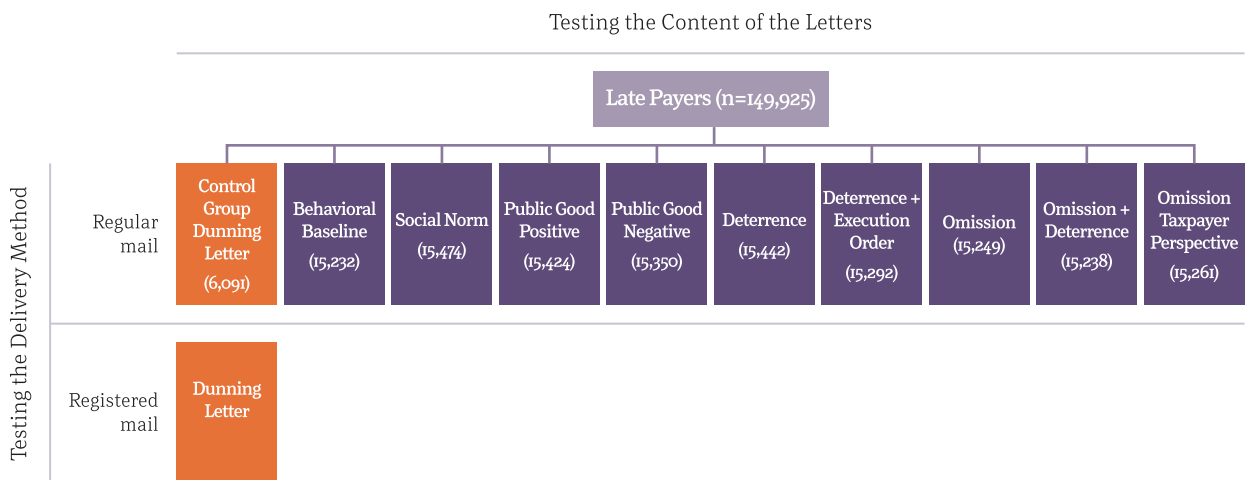 Testing the Content of the Letters
Late Payers (n=149,925)
Testing the Delivery Method
Regular
mail
Control
Group
Dunning
Letter
(6,091)
Behavioral
Baseline
(15,232)
Social Norm
(15,474)
Public Good
Positive
(15,424)
Public Good
Negative
(15,350)
Deterrence
(15,442)
Deterrence +
Execution
Order
(15,292)
Omission
(15,249)
Omission +
Deterrence
(15,238)
Omission
Taxpayer
Perspective
(15,261)
Registered
mail
Dunning
Letter